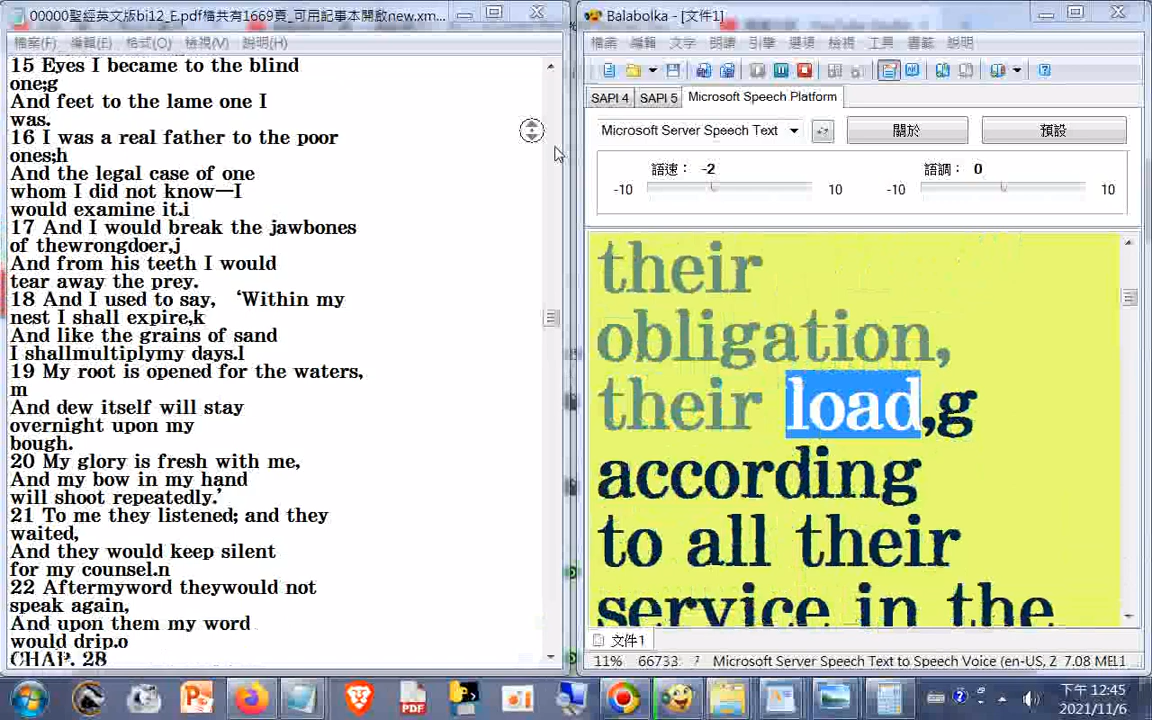 00000聖經英文版bi12_E.pdf檔共有1669頁_可用記事本開啟new.xm...
檔案(F) 編輯(E) 格式(O) 檢視(V) 說明(H)
15 Eyes I became to the blind
one;g
And feet to the lame one I
was.
16 I was a real father to the poor
ones;h
And the legal case of one
whom I did not know—I
would examine it.i
17 And I would break the jawbones
of thewrongdoer,j
And from his teeth I would
tear away the prey.
18 And I used to say, ‘Within my
nest I shall expire,k
And like the grains of sand
I shallmultiplymy days.l
19 My root is opened for the waters,
m
And dew itself will stay
overnight upon my
bough.
20 My glory is fresh with me,
And my bow in my hand
will shoot repeatedly.’
21 To me they listened; and they
waited,
And they would keep silent
for my counsel.n
22 Aftermyword theywould not
speak again,
And upon them my word
would drip.o
CHAP. 28
Balabolka - [文件1]
檔案 編輯 文字 朗讀 引擎 選項 檢視 工具 書籤 說明
SAPI 4 SAPI 5 Microsoft Speech Platform
Microsoft Server Speech Text 關於 預設
語速： -2 語調： 0
-10 10 -10 10
their
obligation,
their load,g
according
to all their
service in the
文件1
11% 66733 ? Microsoft Server Speech Text to Speech Voice (en-US, Z 7.08 MEL1
PDF
下午 12:45
2021/11/6